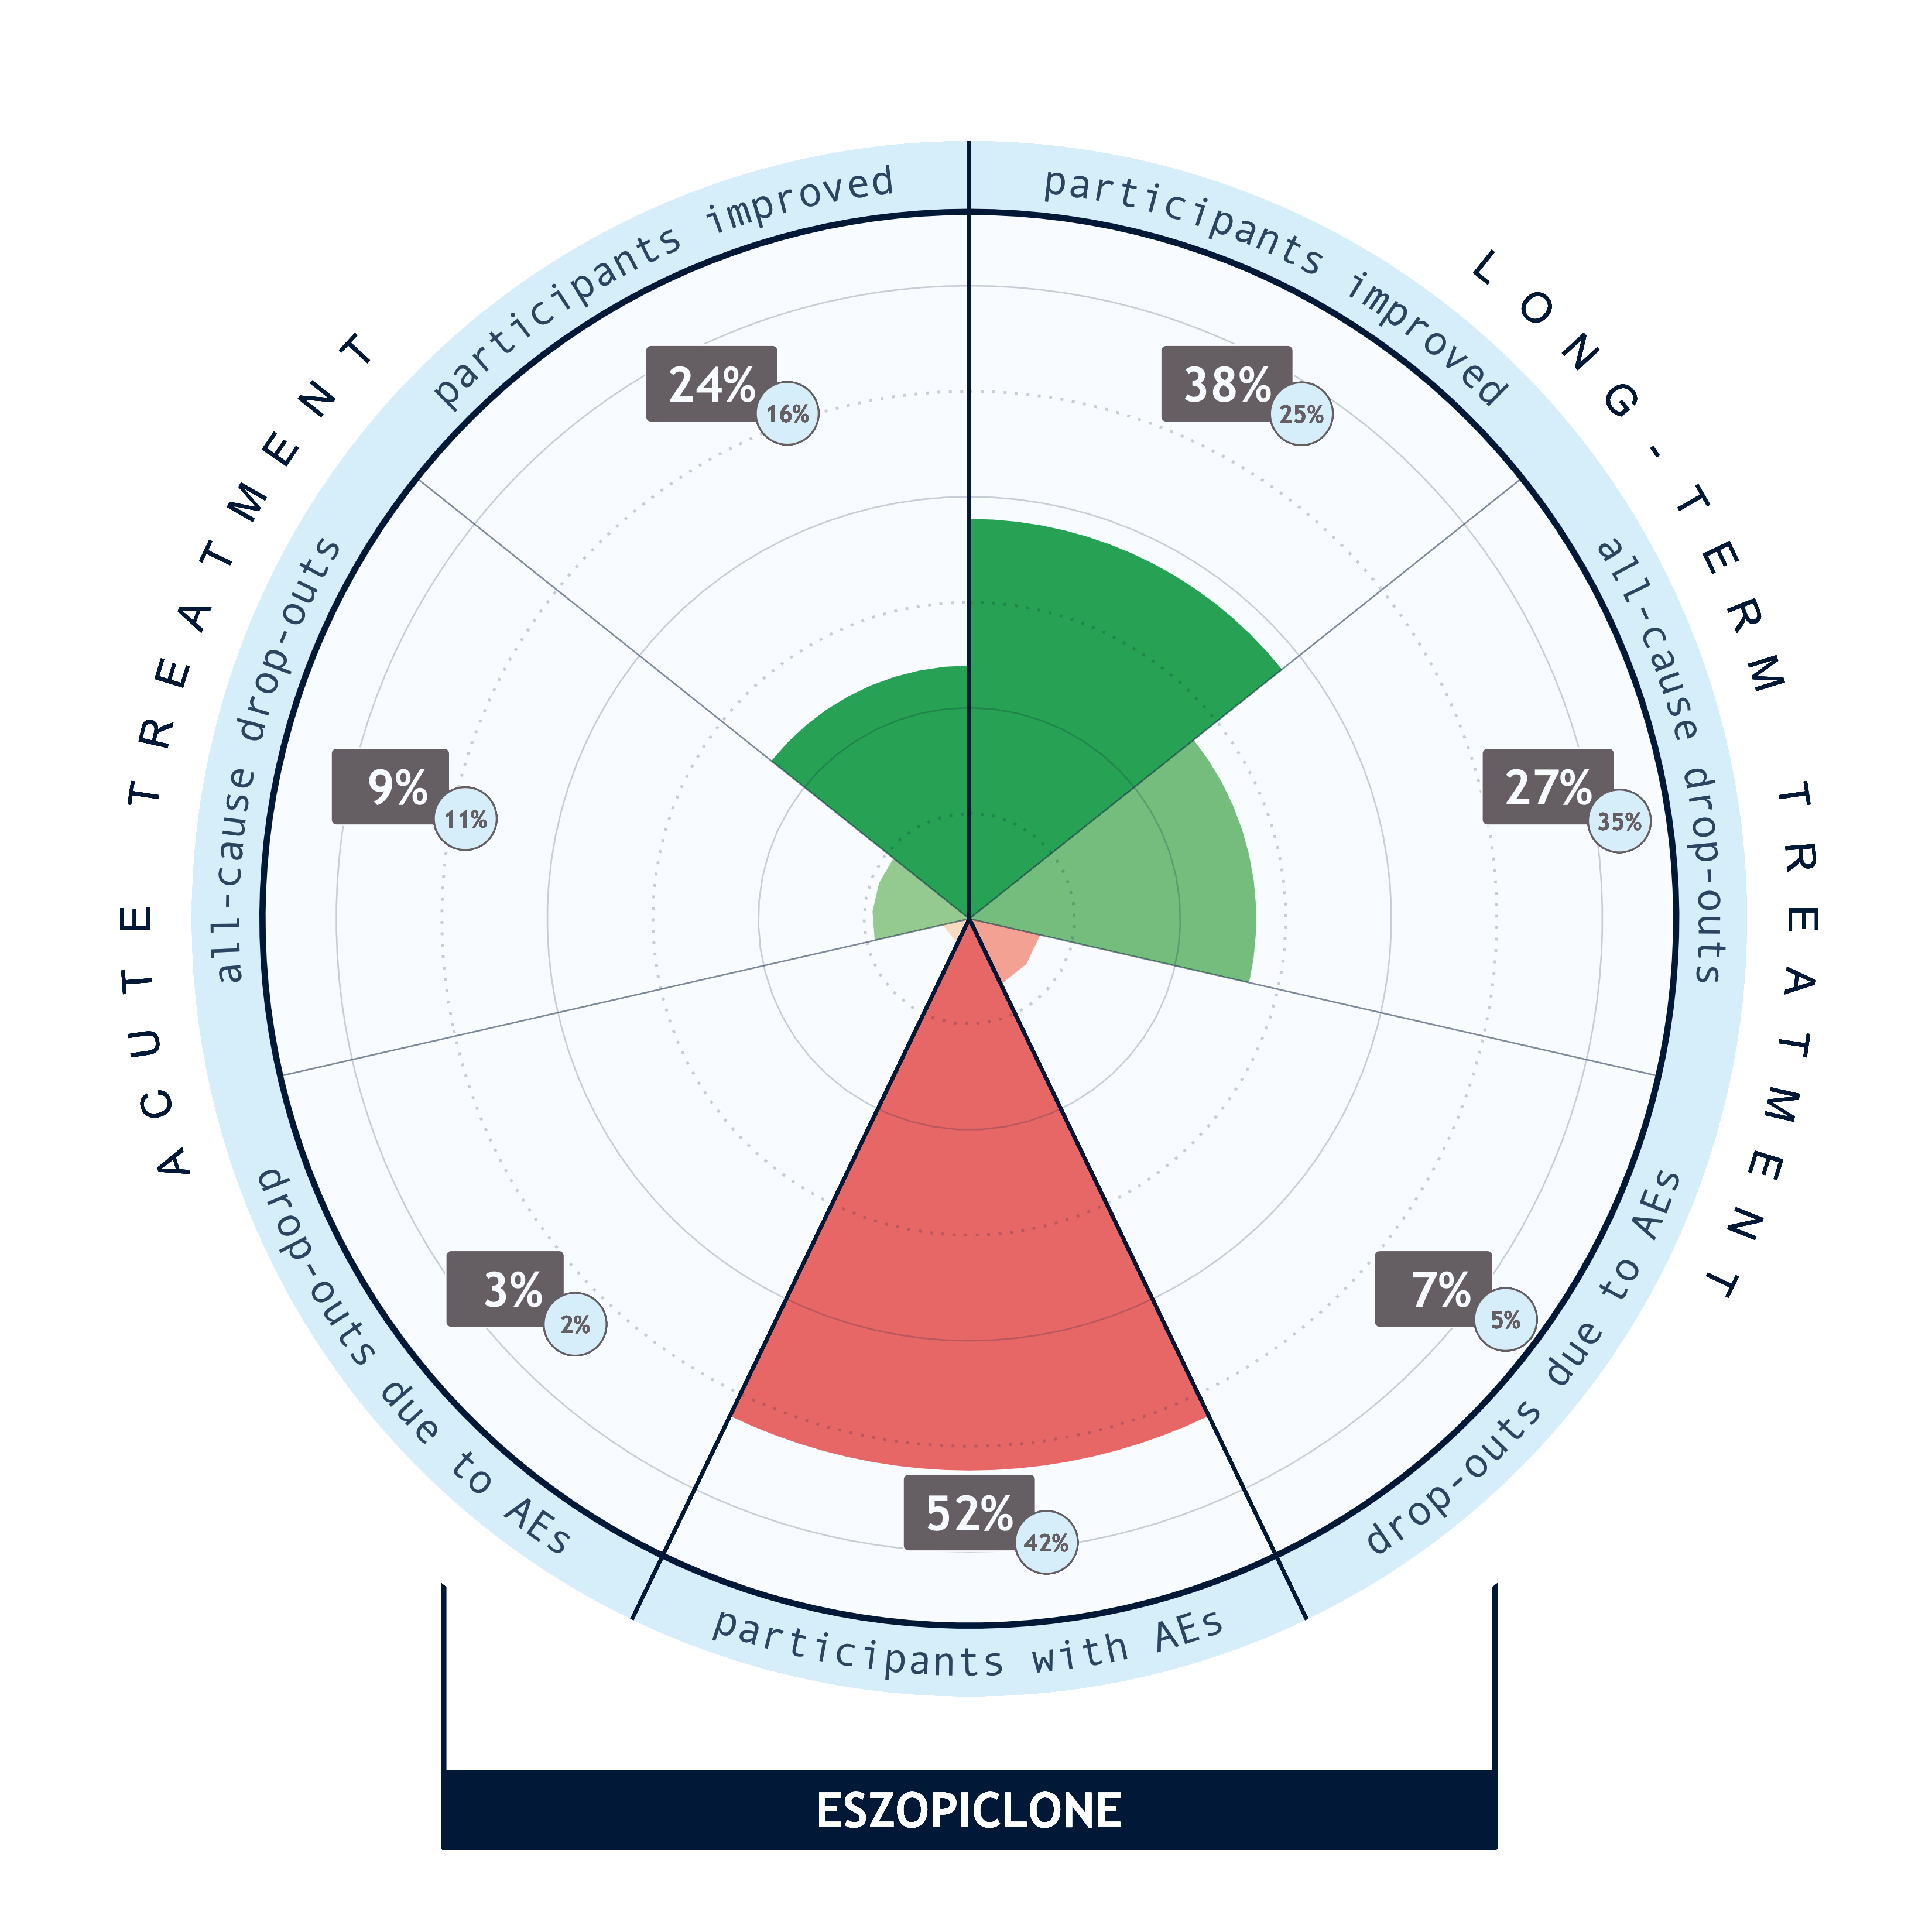 ACUTE TREATMENT
LONG-TERM TREATMENT
participants improved
participants improved
24%
16%
38%
25%
all-cause drop-outs
all-cause drop-outs
9%
11%
27%
35%
drop-outs due to AEs
drop-outs due to AEs
3%
2%
7%
5%
52%
42%
participants with AEs
ESZOPICLONE